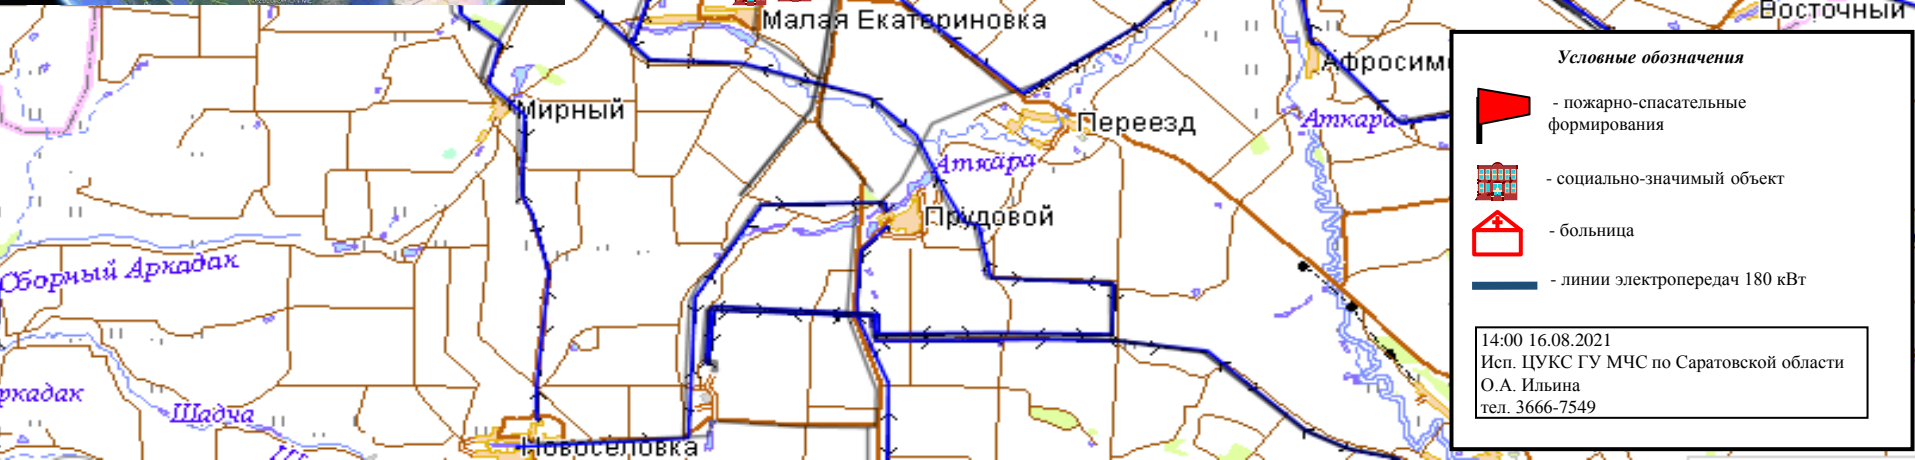 Малая Екатериновка
Восточный
Мирный
Переезд
Аткара
Аткара
Прудовой
Сборный Аркадак
Шадча
Новоселовка
Условные обозначения
- пожарно-спасательные
формирования
- социально-значимый объект
- больница
- линии электропередач 180 кВт
14:00 16.08.2021
Исп. ЦУКС ГУ МЧС по Саратовской области
О.А. Ильина
тел. 3666-7549